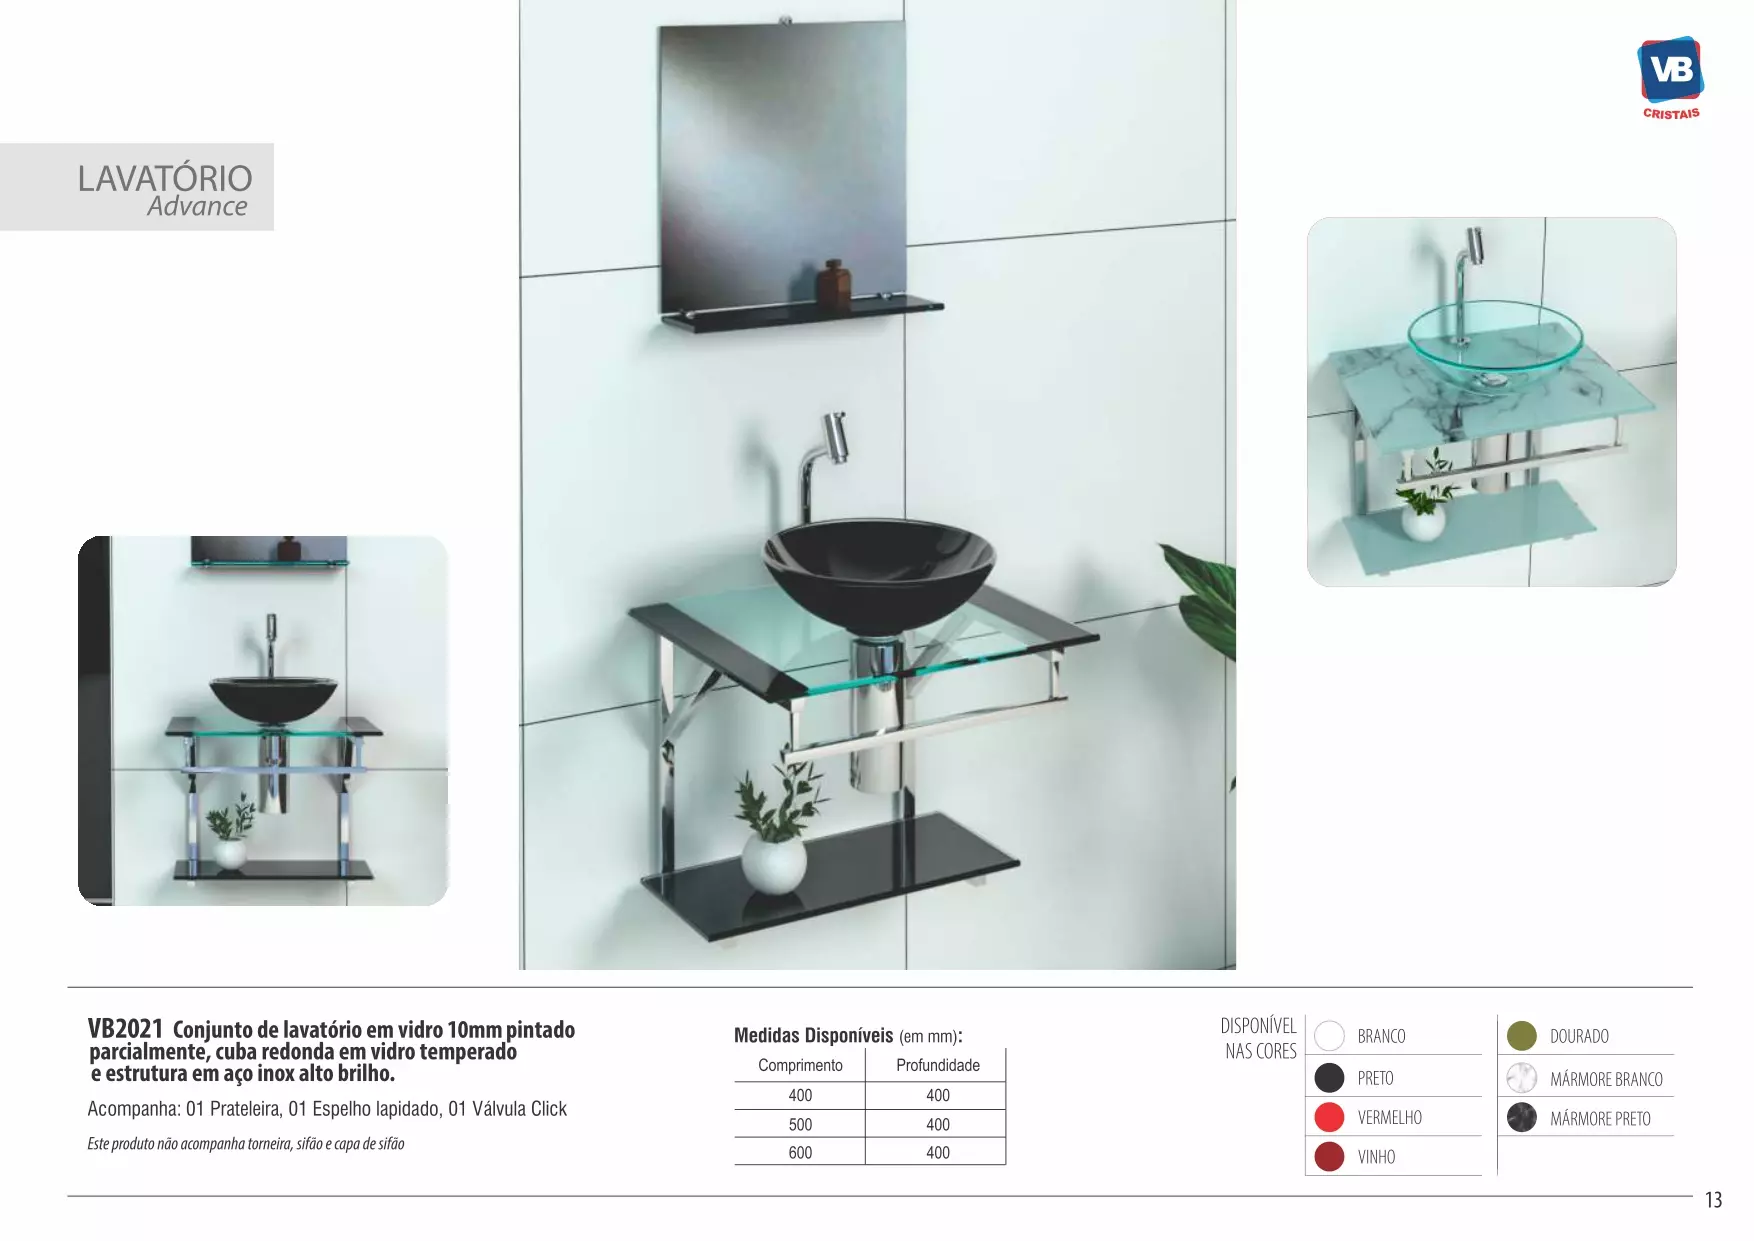 VB
CRISTAIS
LAVATÓRIO
Advance
VB2021 Conjunto de lavatório em vidro 10mm pintado
parcialmente, cuba redonda em vidro temperado
e estrutura em aço inox alto brilho.
Acompanha: 01 Prateleira, 01 Espelho lapidado, 01 Válvula Click
Este produto não acompanha torneira, sifão e capa de sifão
Medidas Disponíveis (em mm):
Comprimento Profundidade
400 400
500 400
600 400
DISPONÍVEL
NAS CORES
BRANCO
PRETO
VERMELHO
VINHO
DOURADO
MÁRMORE BRANCO
MÁRMORE PRETO
13